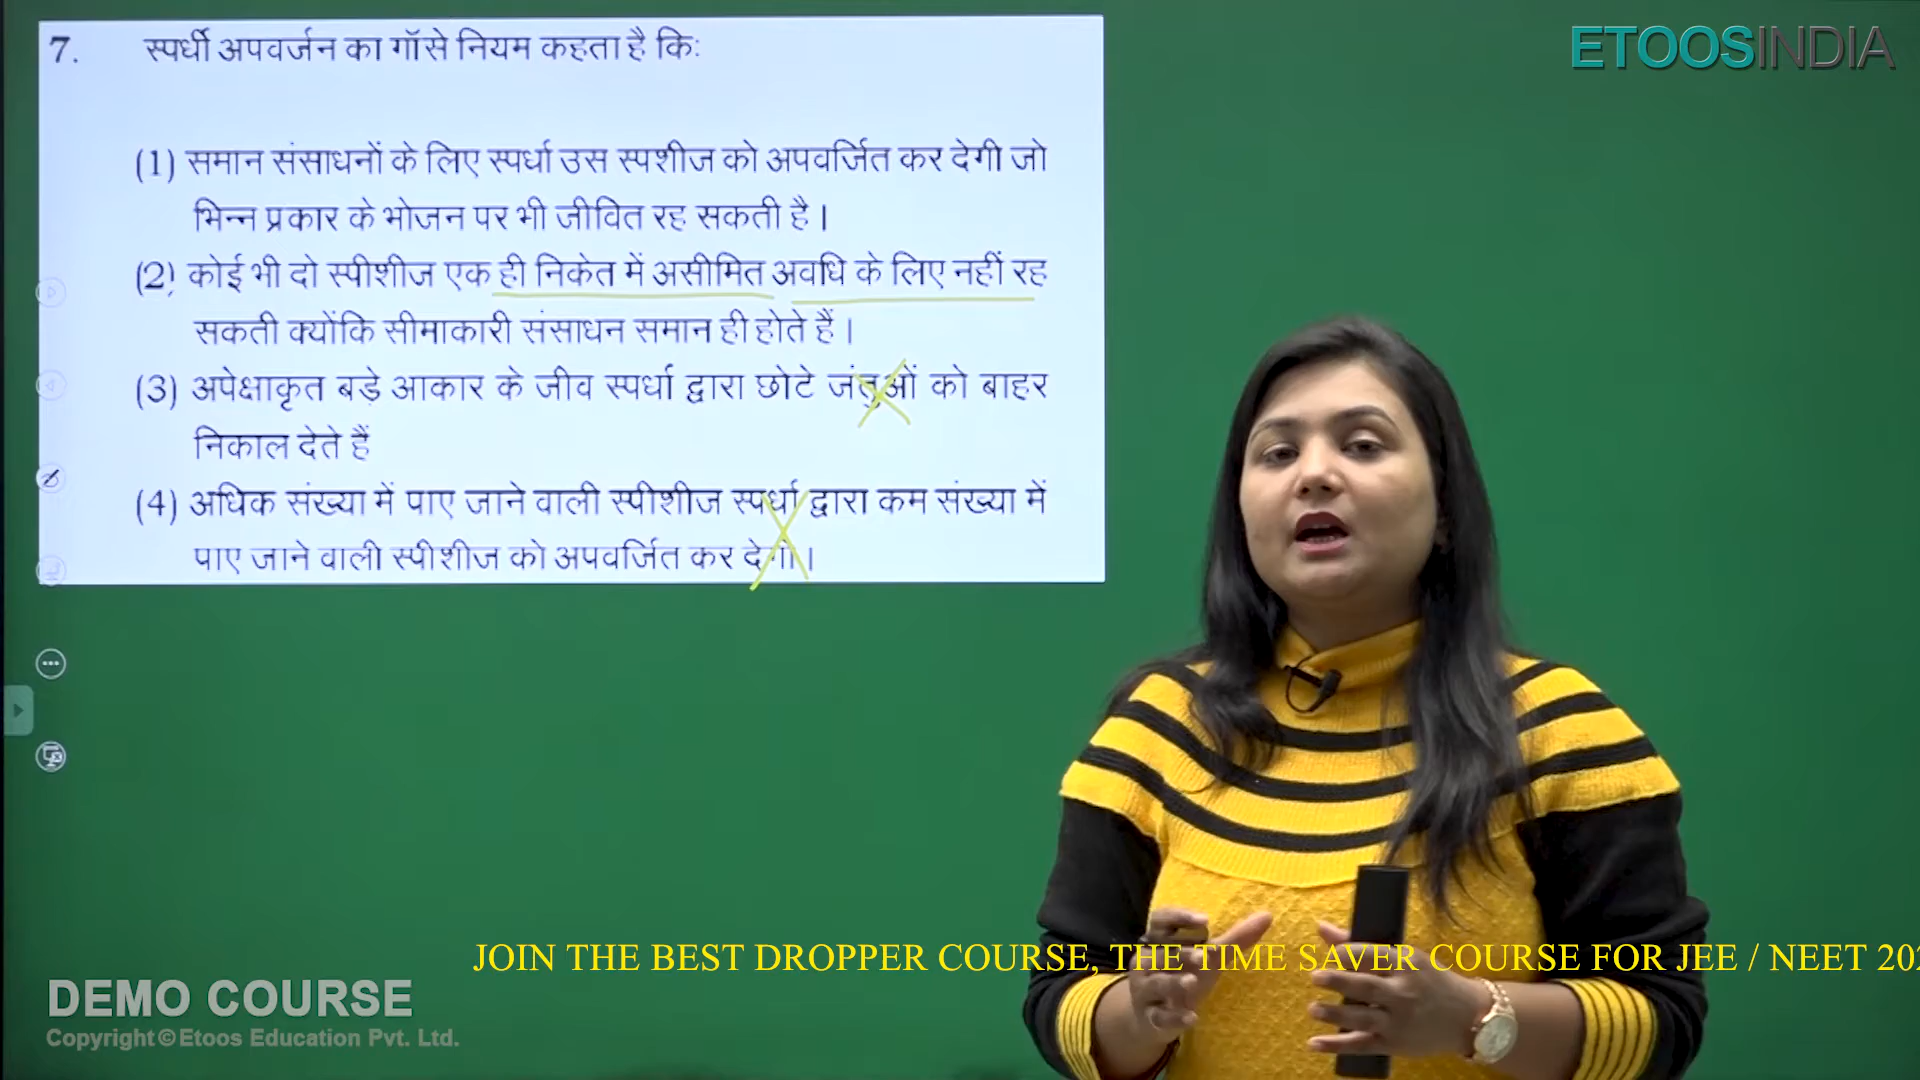 ETOOSINDIA
7. स्पर्धी अपवर्जन का गॉसे नियम कहता है कि:
(1) समान संसाधनों के लिए स्पर्धा उस स्पशीज को अपवर्जित कर देगी जो
भिन्न प्रकार के भोजन पर भी जीवित रह सकती है।
(2) कोई भी दो स्पीशीज एक ही निकेत में असीमित अवधि के लिए नहीं रह
सकती क्योंकि सीमाकारी संसाधन समान ही होते हैं।
(3) अपेक्षाकृत बड़े आकार के जीव स्पर्धा द्वारा छोटे जंतुओं को बाहर
निकाल देते हैं
(4) अधिक संख्या में पाए जाने वाली स्पीशीज स्पर्धा द्वारा कम संख्या में
पाए जाने वाली स्पीशीज को अपवर्जित कर देगी।
JOIN THE BEST DROPPER COURSE, THE TIME SAVER COURSE FOR JEE / NEET
DEMO COURSE
Copyright © Etoos Education Pvt. Ltd.